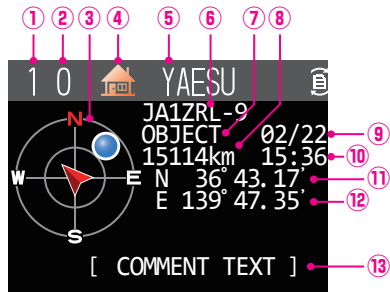 ① ② ③ ④ ⑤ ⑥ ⑦ ⑧
1 0 YAESU
JA1ZRL-9
OBJECT 02/22 ⑨
15114km 15:36 ⑩
N 36°43.17' ⑪
E 139°47.35' ⑫
N
W E
S
[ COMMENT TEXT ] ⑬